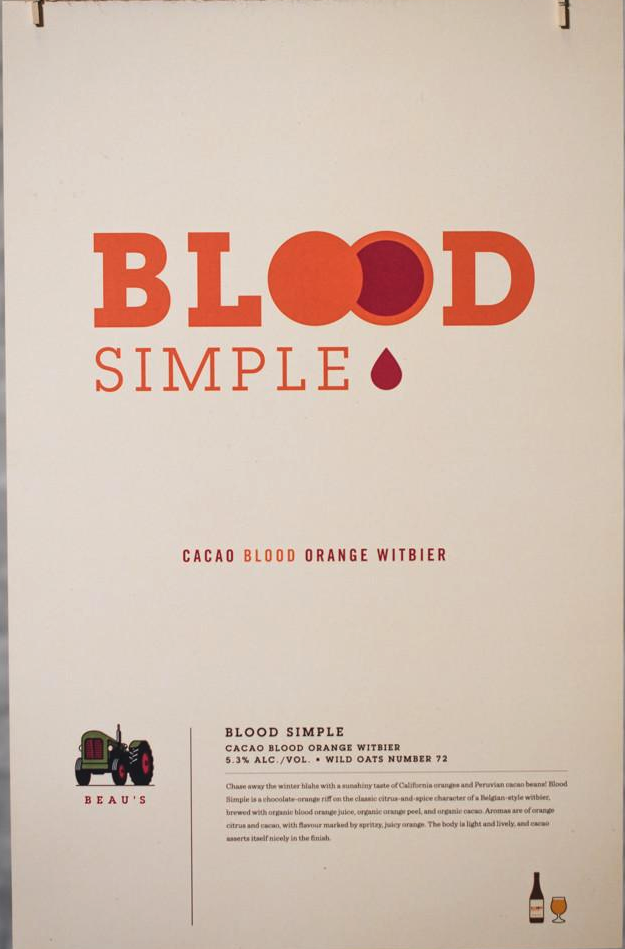 BLOOD
SIMPLE
CACAO BLOOD ORANGE WITBIER
BEAU'S
BLOOD SIMPLE
CACAO BLOOD ORANGE WITBIER
5.3% ALC./VOL. • WILD OATS NUMBER 72
Chase away the winter blahs with a sunshiny taste of California oranges and Peruvian cacao beans! Blood
Simple is a chocolate-orange riff on the classic citrus-and-spice character of a Belgian-style witbier,
brewed with organic blood orange juice, organic orange peel, and organic cacao. Aromas are of orange
citrus and cacao, with flavour marked by spritzy, juicy orange. The body is light and lively, and cacao
asserts itself nicely in the finish.